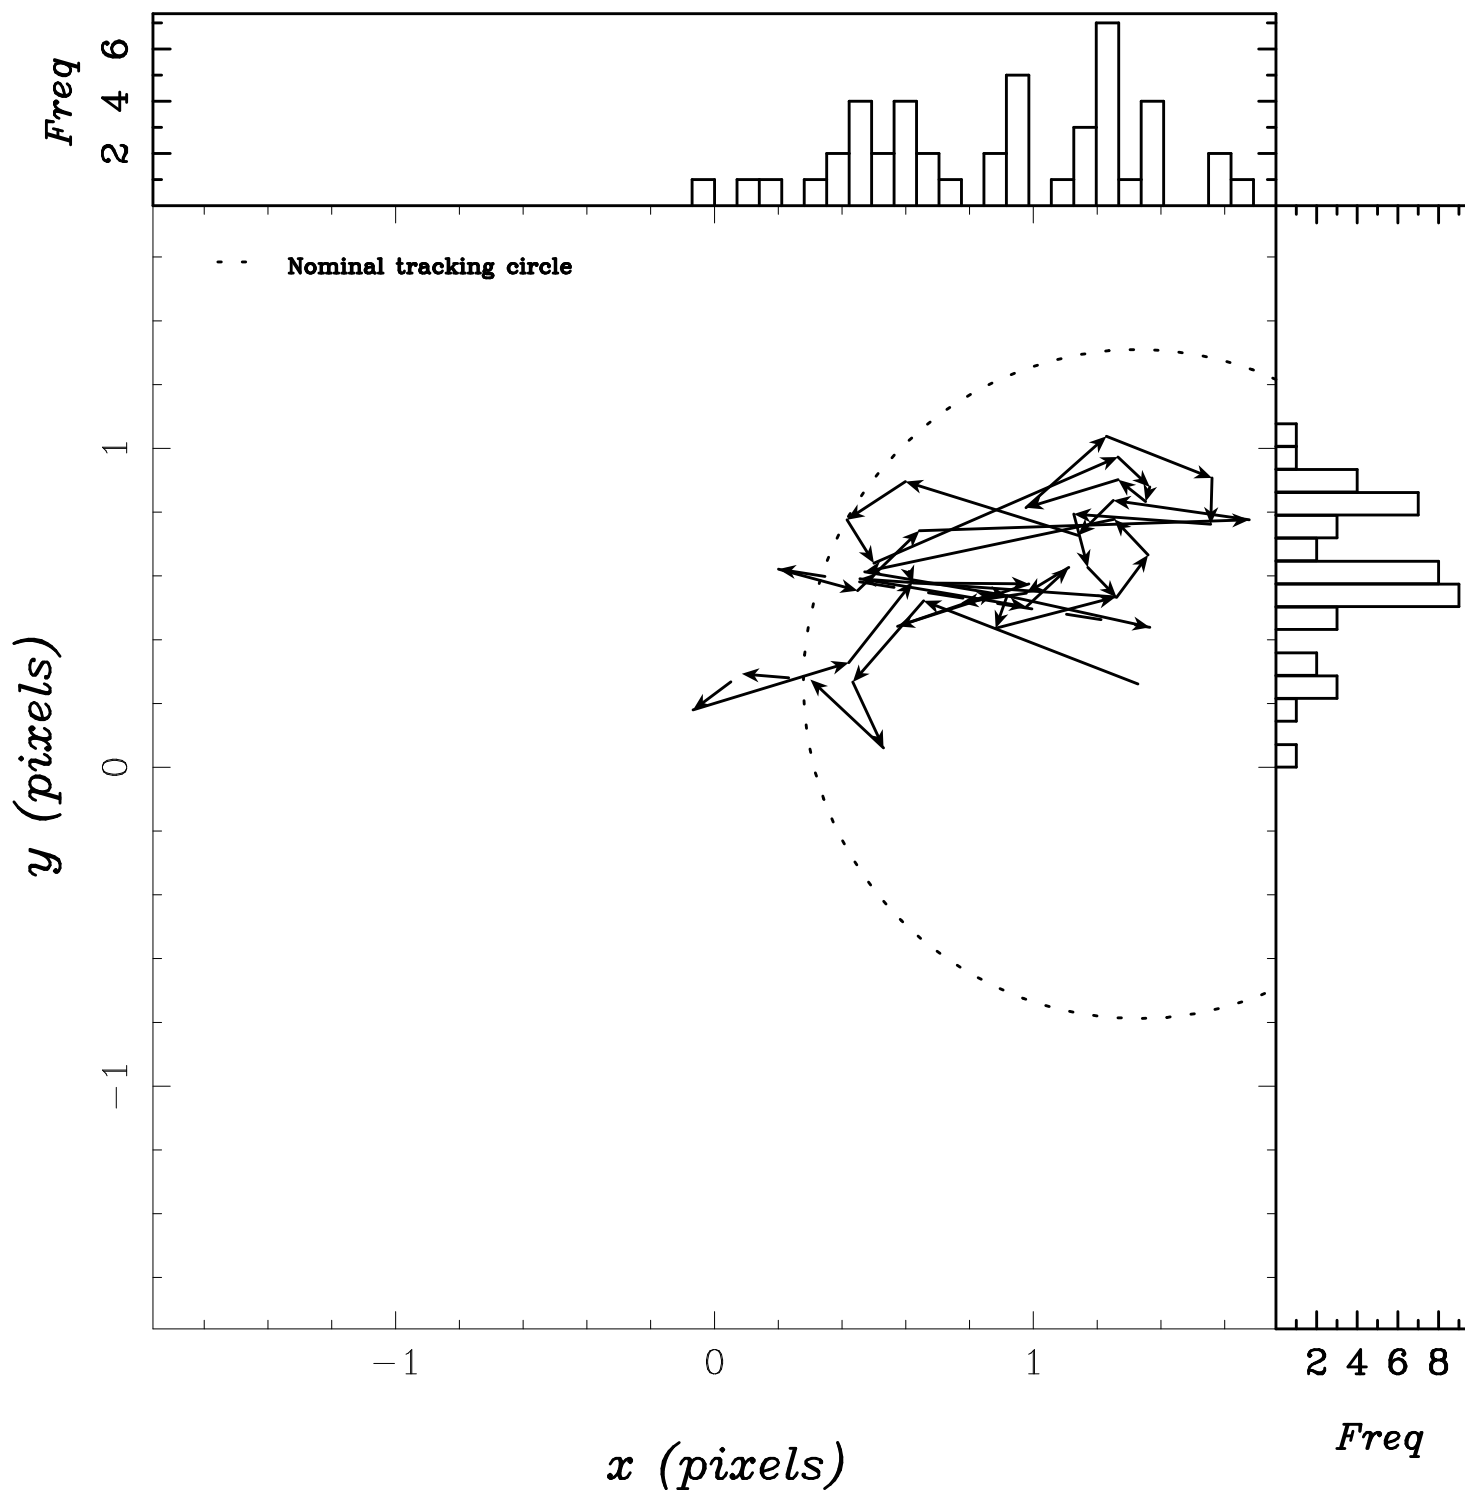 Freq
6
4
2
Nominal tracking circle
2 4 6 8
Freq
y (pixels)
1
0
−1
−1 0 1
x (pixels)